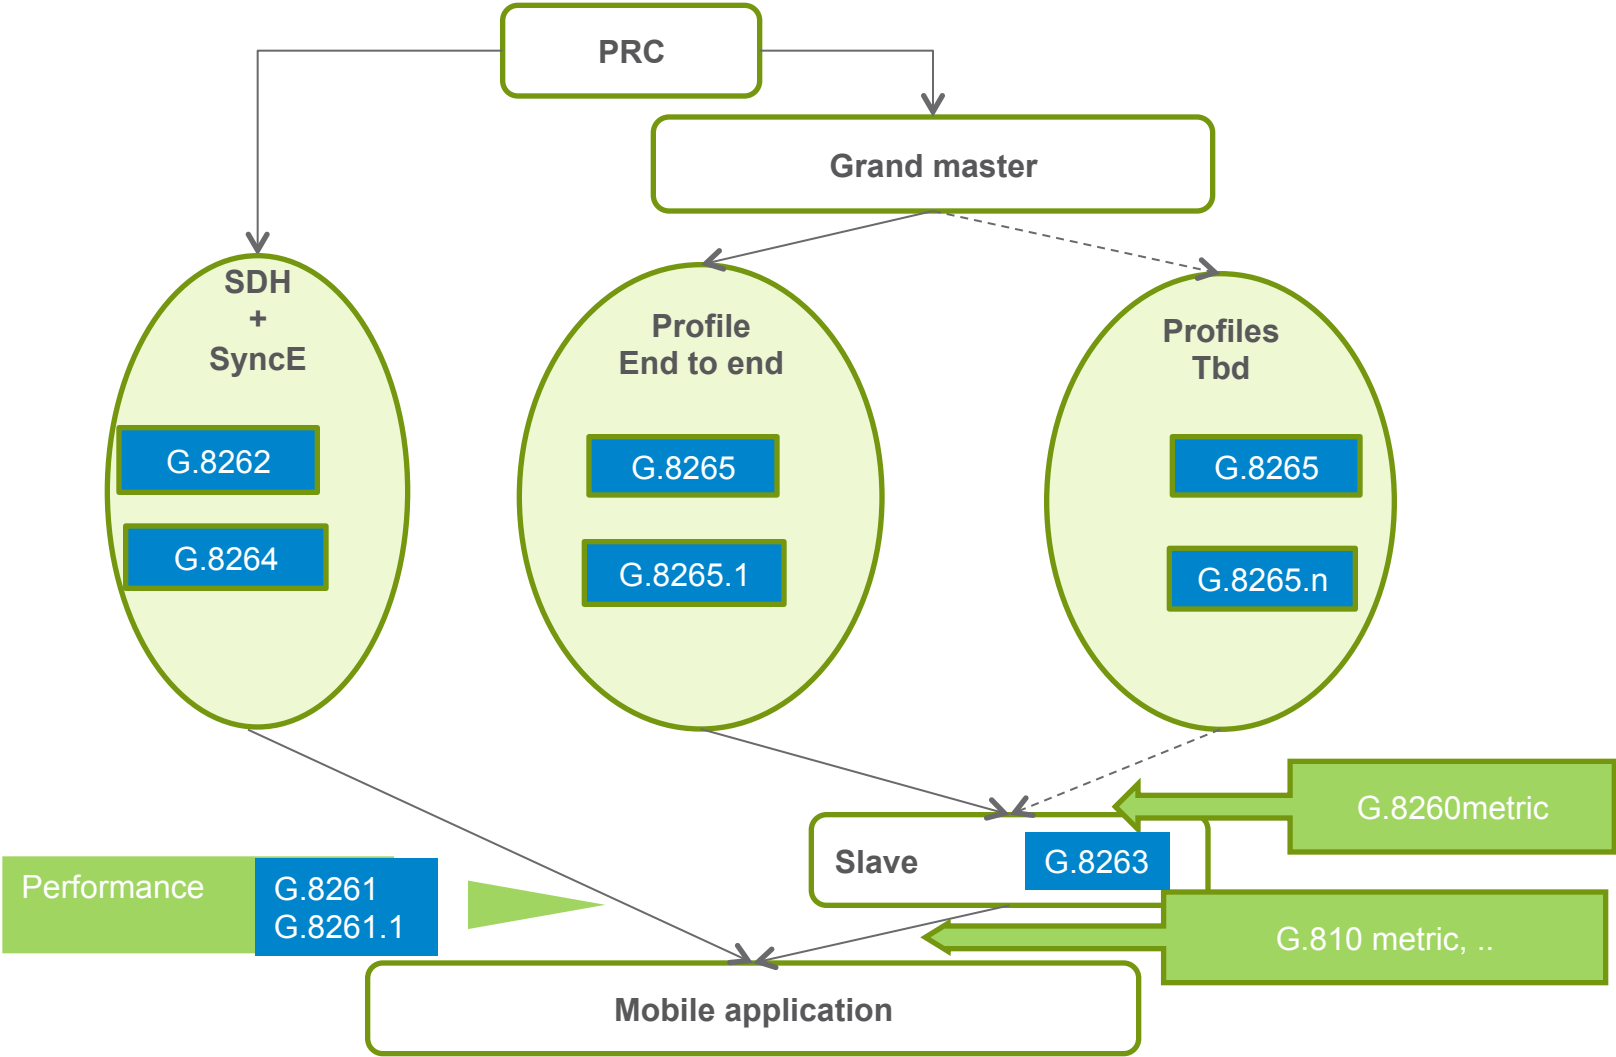 PRC
Grand master
SDH
+
SyncE
G.8262
G.8264
Profile
End to end
G.8265
G.8265.1
Profiles
Tbd
G.8265
G.8265.n
G.8260metric
Slave
G.8263
Performance
G.8261
G.8261.1
G.810 metric, ..
Mobile application